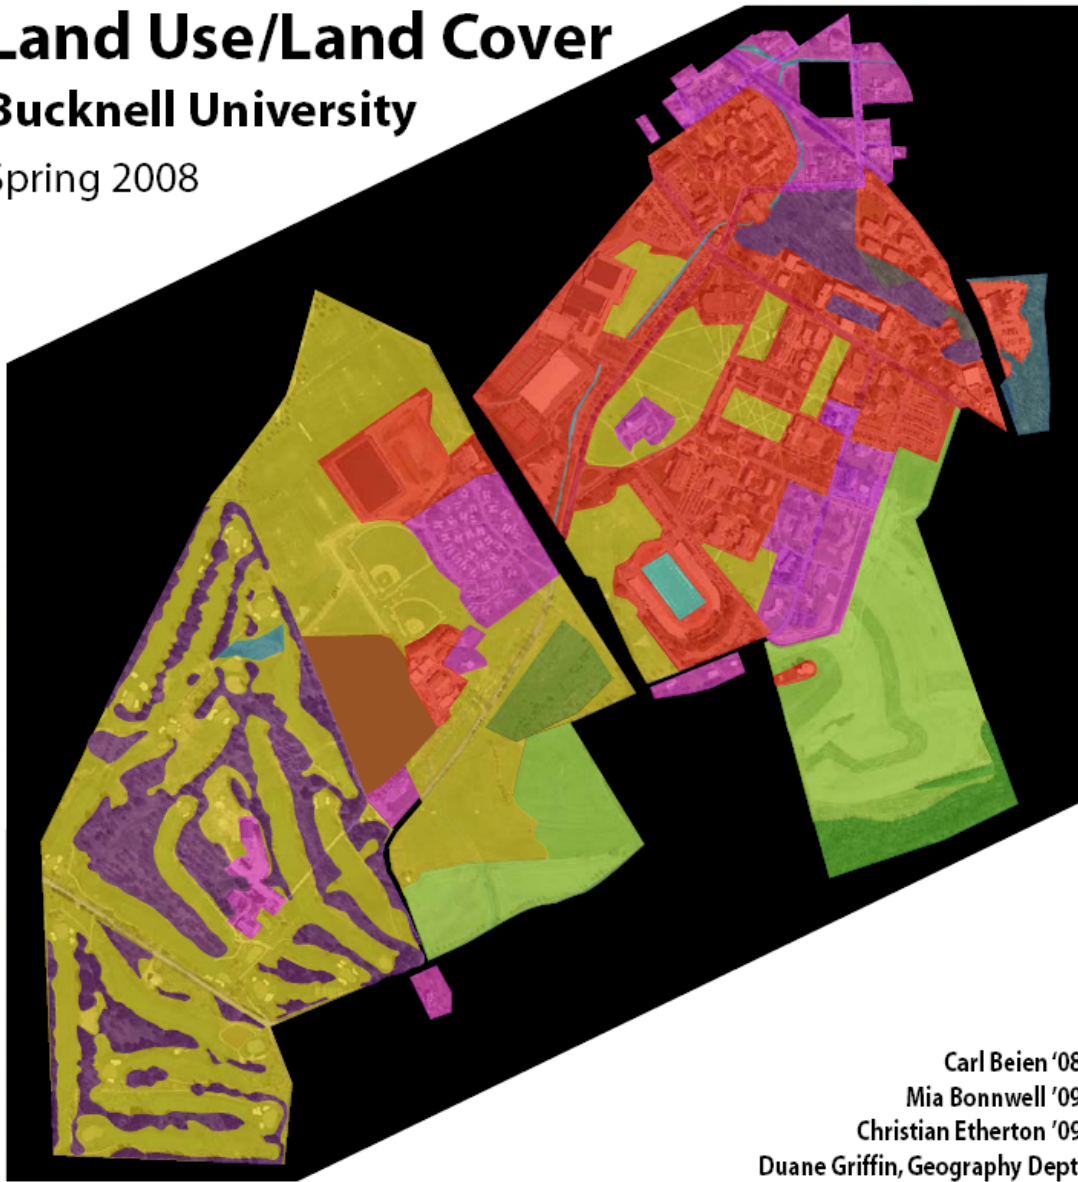 Land Use/Land Cover
Bucknell University
Spring 2008
Carl Beien ‘08
Mia Bonnwell ’09
Christian Etherton ’09
Duane Griffin, Geography Dept